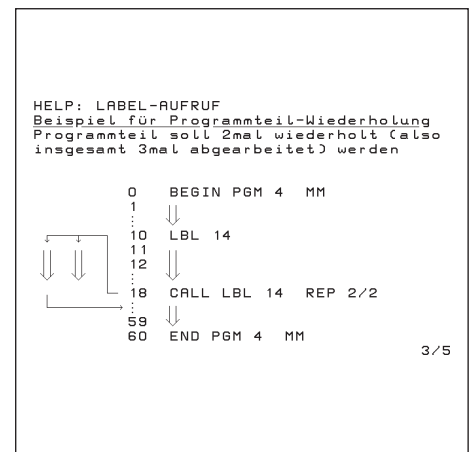 HELP: LABEL-AUFRUF
Beispiel für Programmteil-Wiederholung
Programmteil soll 2mal wiederholt (also
insgesamt 3mal abgearbeitet) werden
0 BEGIN PGM 4 MM
1
10 LBL 14
11
12
18 CALL LBL 14 REP 2/2
59
60 END PGM 4 MM
3/5